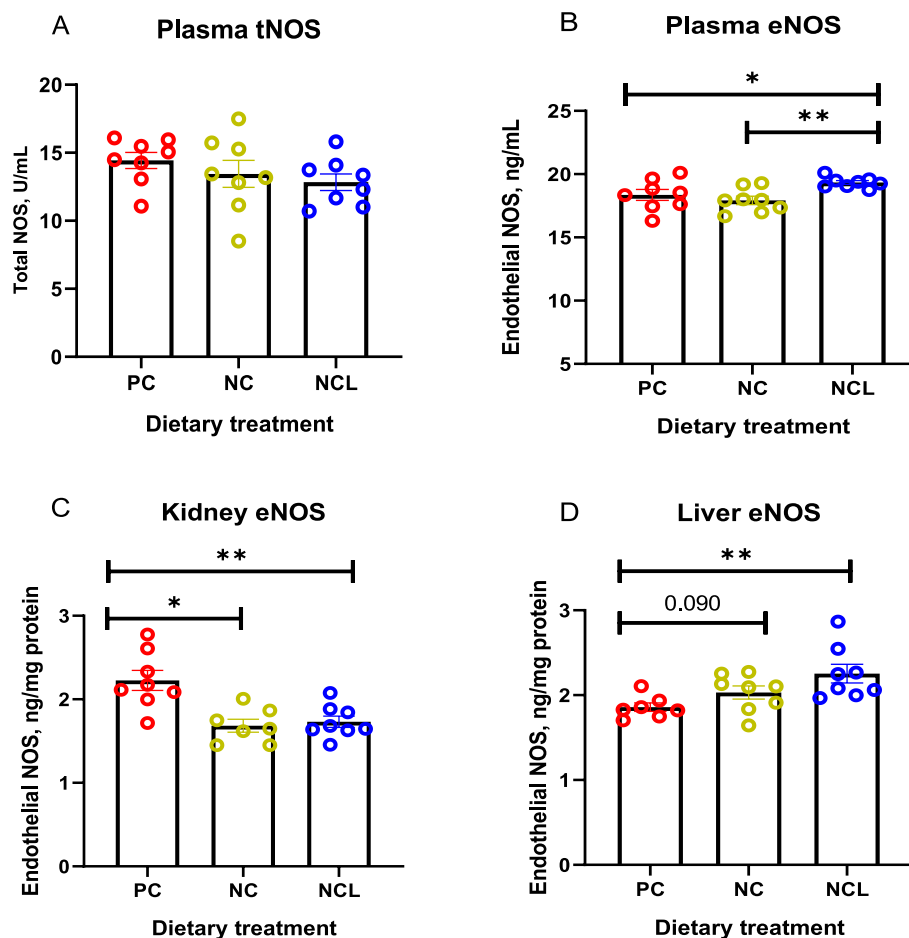 A
Plasma tNOS
Total NOS, U/mL
20
15
10
5
0
PC NC NCL
Dietary treatment
B
Plasma eNOS
*
**
Endothelial NOS, ng/mL
25
20
15
10
5
PC NC NCL
Dietary treatment
C
Kidney eNOS
**
*
Endothelial NOS, ng/mg protein
3
2
1
0
PC NC NCL
Dietary treatment
D
Liver eNOS
**
0.090
Endothelial NOS, ng/mg protein
3
2
1
0
PC NC NCL
Dietary treatment